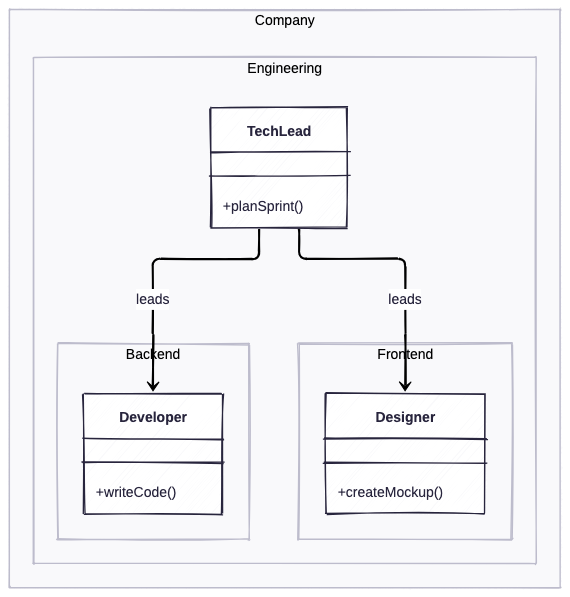 Company
Engineering
TechLead
+planSprint()
leads
leads
Backend
Frontend
Developer
Designer
+writeCode()
+createMockup()